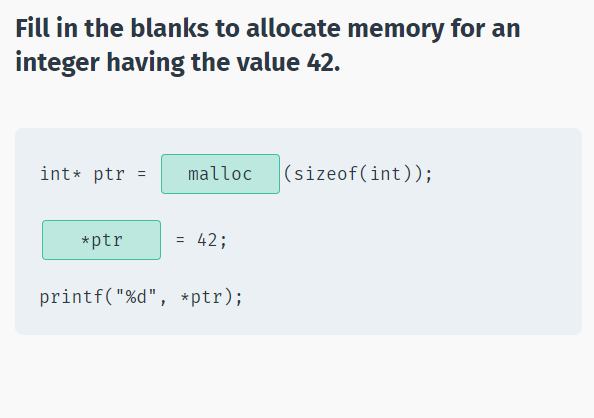 Fill in the blanks to allocate memory for an
integer having the value 42.
int* ptr = malloc (sizeof(int));
*ptr = 42;
printf("%d", *ptr);